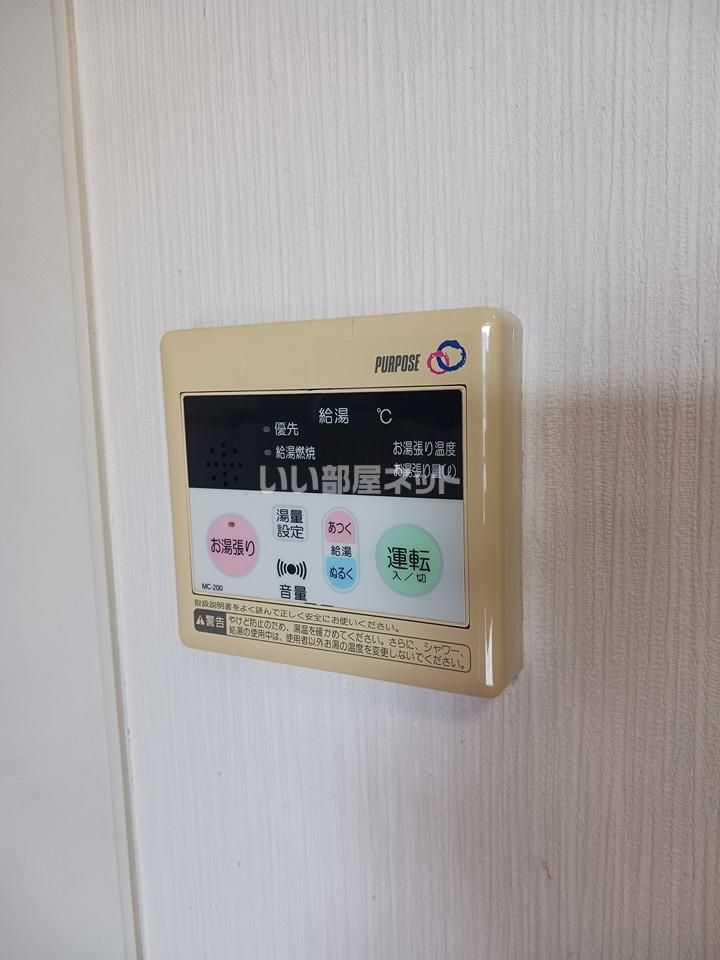 PURPOSE
給湯 ℃
優先
給湯燃焼
お湯張り温度
お湯張り量(ℓ)
いい部屋ネット
湯量
設定
あつく
お湯張り
給湯
運転
入/切
ぬるく
MC-200
音量
取扱説明書をよく読んで正しく安全にお使いください。
警告 やけど防止のため、湯温を確かめてください。さらに、シャワー、
給湯の使用中は、使用者以外お湯の温度を変更しないでください。